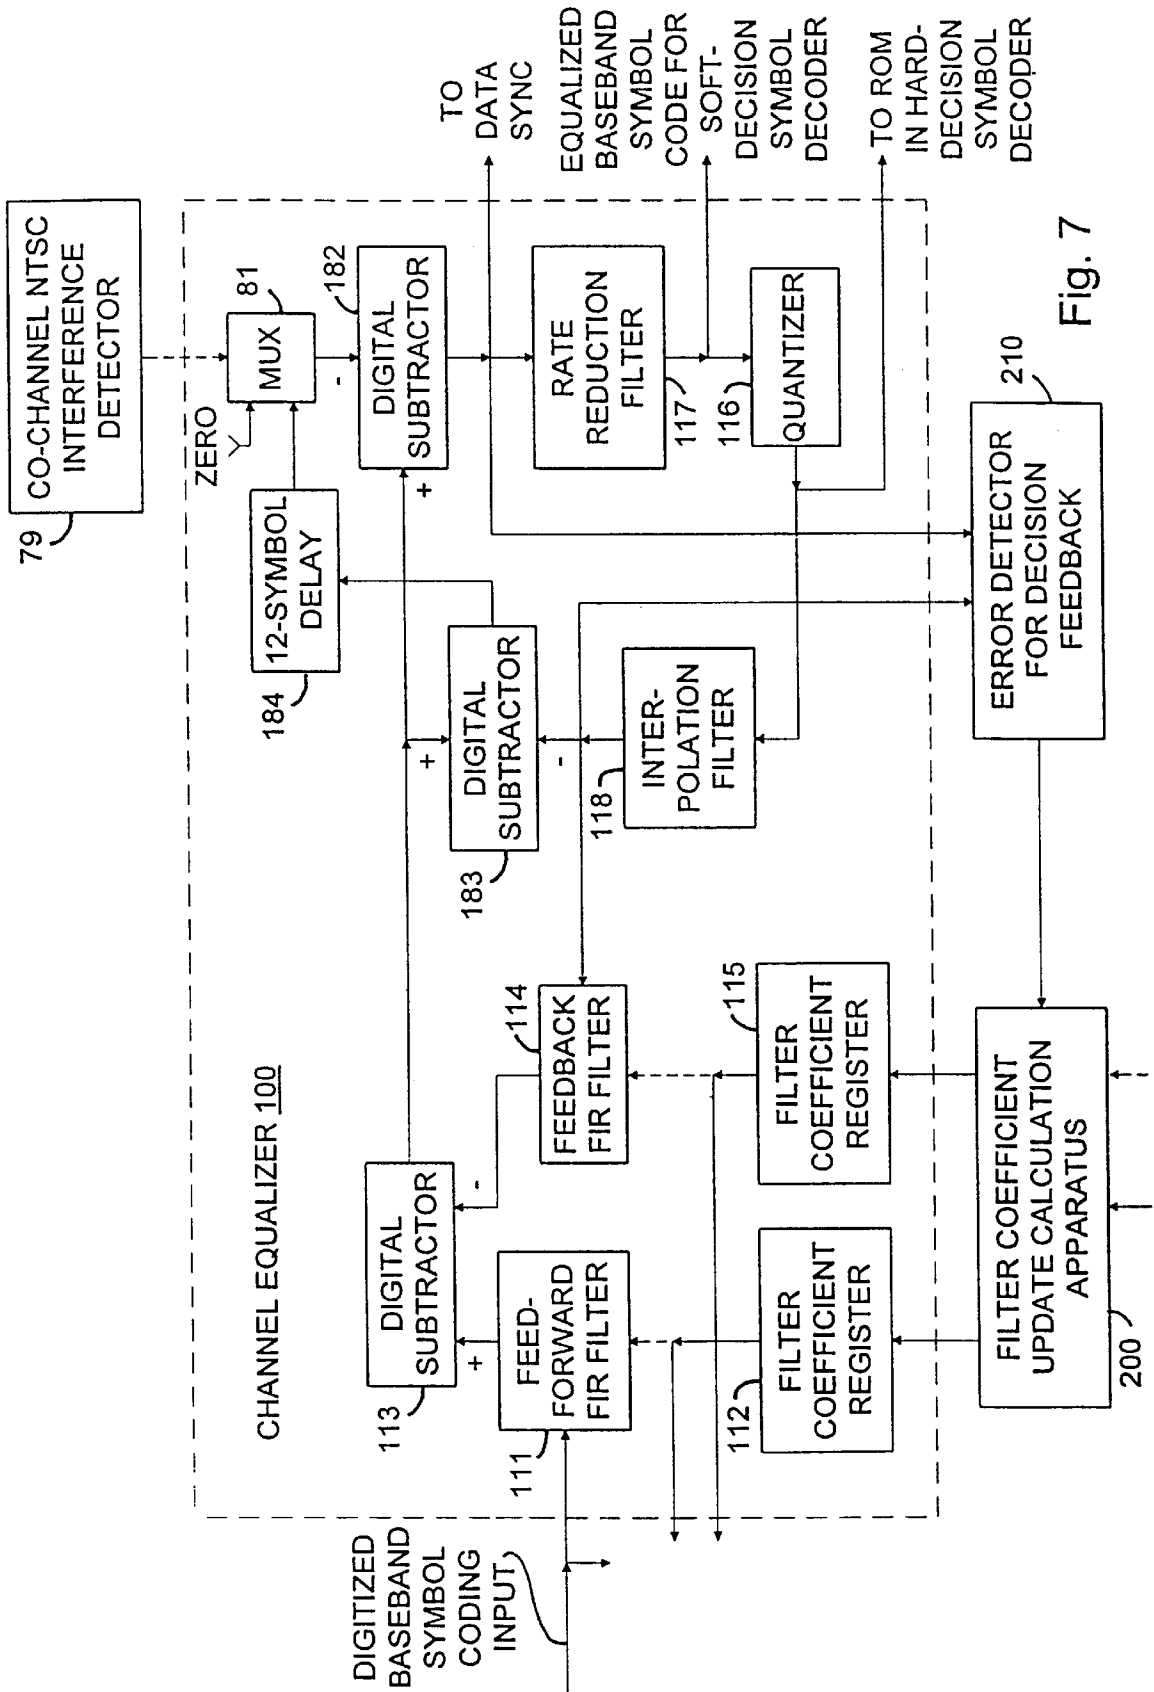 CO-CHANNEL NTSC
INTERFERENCE
DETECTOR
79
ZERO
MUX
81
12-SYMBOL
DELAY
184
DIGITAL
SUBTRACTOR
182
+
-
TO
DATA
SYNC
RATE
REDUCTION
FILTER
117
EQUALIZED
BASEBAND
SYMBOL
CODE FOR
SOFT-
DECISION
SYMBOL
DECODER
QUANTIZER
116
TO ROM
IN HARD-
DECISION
SYMBOL
DECODER
DIGITAL
SUBTRACTOR
183
+
-
INTER-
POLATION
FILTER
118
CHANNEL EQUALIZER 100
DIGITAL
SUBTRACTOR
113
+
-
FEED-
FORWARD
FIR FILTER
111
FEEDBACK
FIR FILTER
114
FILTER
COEFFICIENT
REGISTER
112
FILTER
COEFFICIENT
REGISTER
115
DIGITIZED
BASEBAND
SYMBOL
CODING
INPUT
FILTER COEFFICIENT
UPDATE CALCULATION
APPARATUS
200
ERROR DETECTOR
FOR DECISION
FEEDBACK
210
Fig. 7